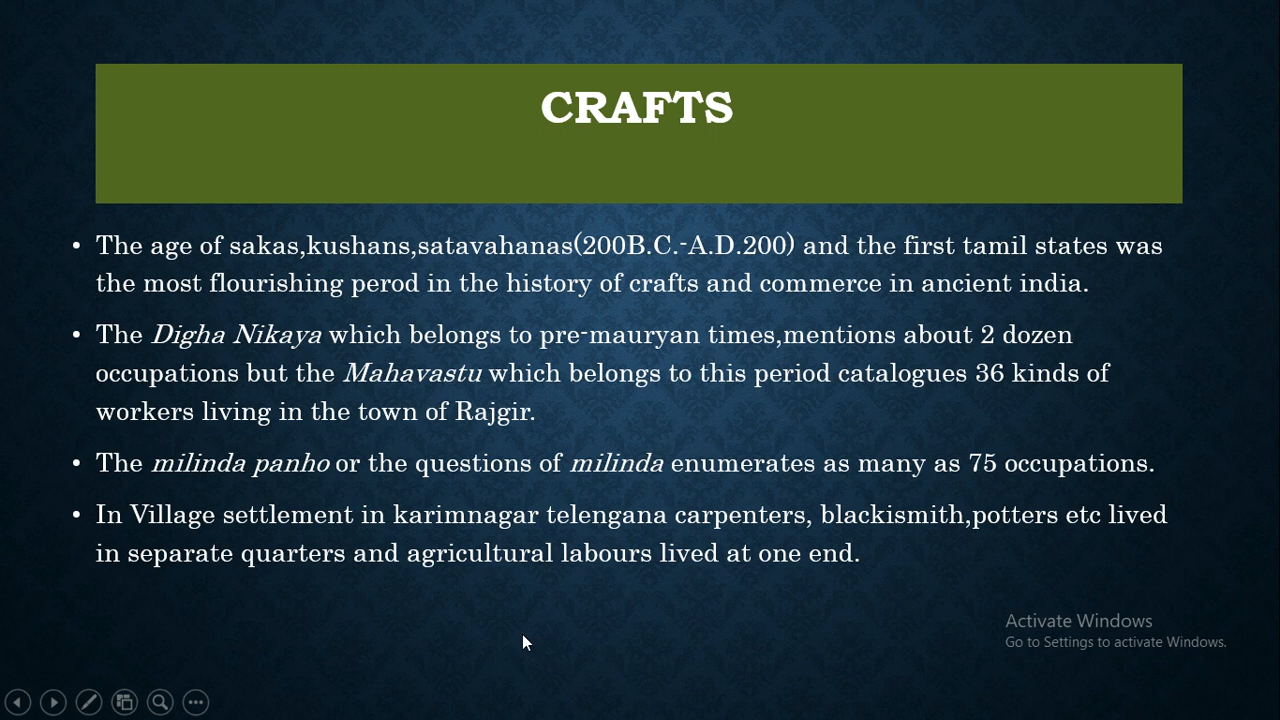 CRAFTS
• The age of sakas,kushans,satavahanas(200B.C.-A.D.200) and the first tamil states was
the most flourishing perod in the history of crafts and commerce in ancient india.
• The Digha Nikaya which belongs to pre-mauryan times,mentions about 2 dozen
occupations but the Mahavastu which belongs to this period catalogues 36 kinds of
workers living in the town of Rajgir.
• The milinda panho or the questions of milinda enumerates as many as 75 occupations.
• In Village settlement in karimnagar telengana carpenters, blackismith,potters etc lived
in separate quarters and agricultural labours lived at one end.
Activate Windows
Go to Settings to activate Windows.